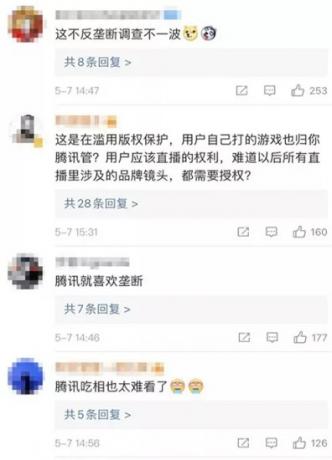 这不反垄断调查不一波
共8条回复 >
5-7 14:47
253
这是在滥用版权保护，用户自己打的游戏也归你
腾讯管？用户应该直播的权利，难道以后所有直
播里涉及的品牌镜头，都需要授权？
共28条回复 >
5-7 15:31
160
腾讯就喜欢垄断
共7条回复 >
5-7 14:46
177
腾讯吃相也太难看了
共5条回复 >
5-7 14:56
126